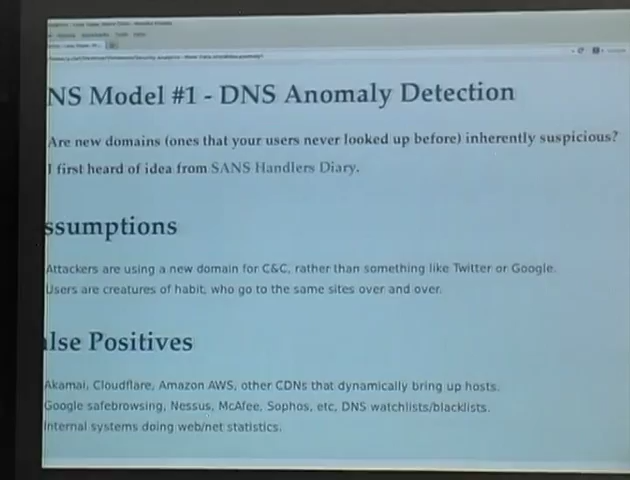 NS Model #1 - DNS Anomaly Detection
Are new domains (ones that your users never looked up before) inherently suspicious?
I first heard of idea from SANS Handlers Diary.
ssumptions
Attackers are using a new domain for C&C, rather than something like Twitter or Google.
Users are creatures of habit, who go to the same sites over and over.
alse Positives
Akamai, Cloudflare, Amazon AWS, other CDNs that dynamically bring up hosts.
Google safebrowsing, Nessus, McAfee, Sophos, etc, DNS watchlists/blacklists.
Internal systems doing web/net statistics.